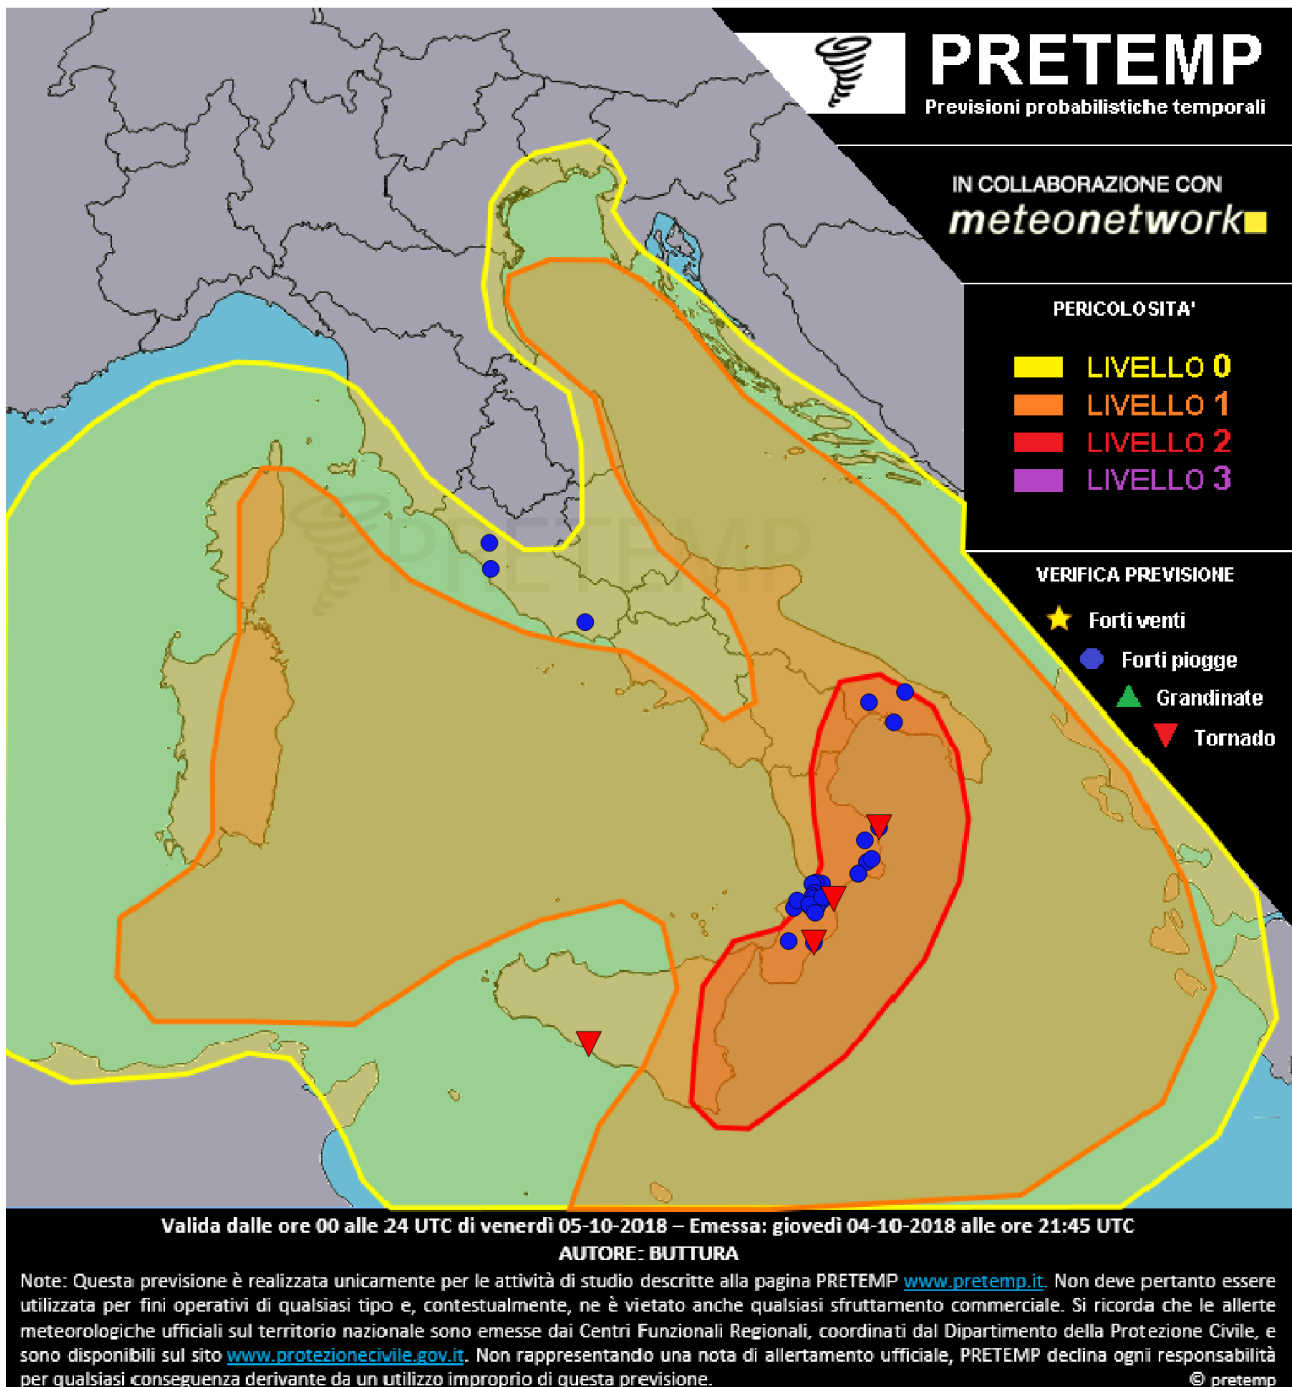 PRETEMP
Previsioni probabilistiche temporali
IN COLLABORAZIONE CON
meteonetwork
PERICOLOSITA'
LIVELLO 0
LIVELLO 1
LIVELLO 2
LIVELLO 3
PRETEMP
VERIFICA PREVISIONE
Forti venti
Forti piogge
Grandinate
Tornado
Valida dalle ore 00 alle 24 UTC di venerdì 05-10-2018 – Emessa: giovedì 04-10-2018 alle ore 21:45 UTC
AUTORE: BUTTURA
Note: Questa previsione è realizzata unicamente per le attività di studio descritte alla pagina PRETEMP www.pretemp.it. Non deve pertanto essere
utilizzata per fini operativi di qualsiasi tipo e, contestualmente, ne è vietato anche qualsiasi sfruttamento commerciale. Si ricorda che le allerte
meteorologiche ufficiali sul territorio nazionale sono emesse dai Centri Funzionali Regionali, coordinati dal Dipartimento della Protezione Civile, e
sono disponibili sul sito www.protezionecivile.gov.it. Non rappresentando una nota di allertamento ufficiale, PRETEMP declina ogni responsabilità
per qualsiasi conseguenza derivante da un utilizzo improprio di questa previsione.
© pretemp